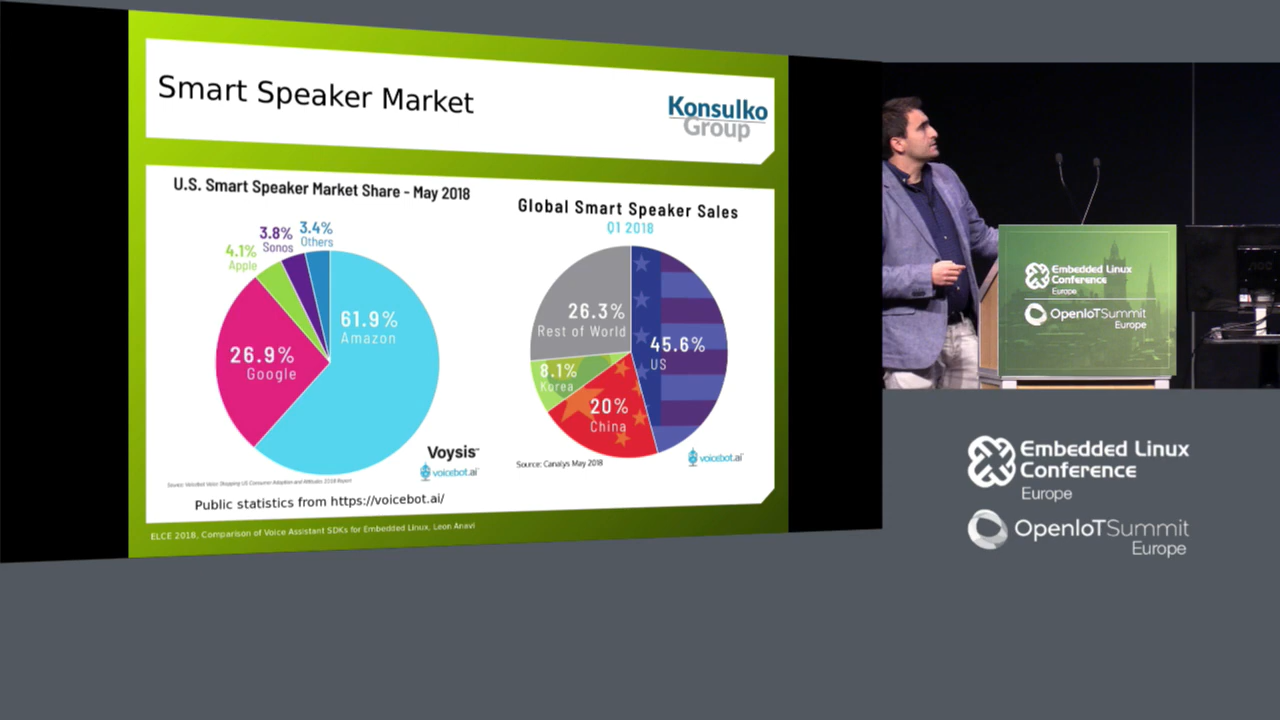 Smart Speaker Market
Konsulko
Group
U.S. Smart Speaker Market Share - May 2018
3.8%
Sonos
3.4%
Others
4.1%
Apple
61.9%
Amazon
26.9%
Google
Voysis
voicebot.ai
Public statistics from https://voicebot.ai/
Global Smart Speaker Sales
Q1 2018
26.3%
Rest of World
45.6%
US
8.1%
Korea
20%
China
Source: Canalys May 2018
voicebot.ai
ELCE 2018, Comparison of Voice Assistant SDKs for Embedded Linux, Leon Anavi
Embedded Linux
Conference
Europe
OpenIoTSummit
Europe
Embedded Linux
Conference
Europe
OpenIoTSummit
Europe